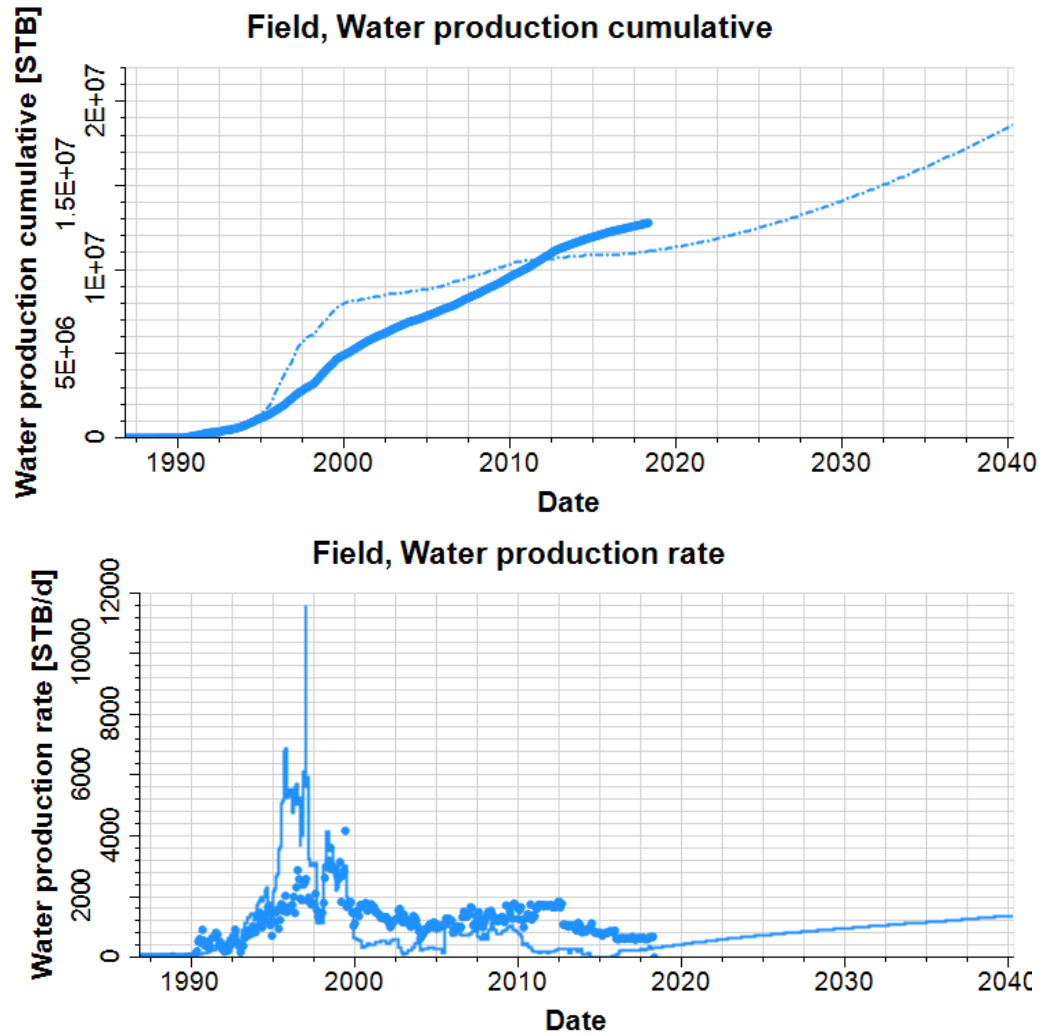 Field, Water production cumulative
Water production cumulative [STB]
2E+07
1.5E+07
1E+07
5E+06
0
1990 2000 2010 2020 2030 2040
Date
Field, Water production rate
Water production rate [STB/d]
12000
10000
8000
6000
4000
2000
0
1990 2000 2010 2020 2030 2040
Date